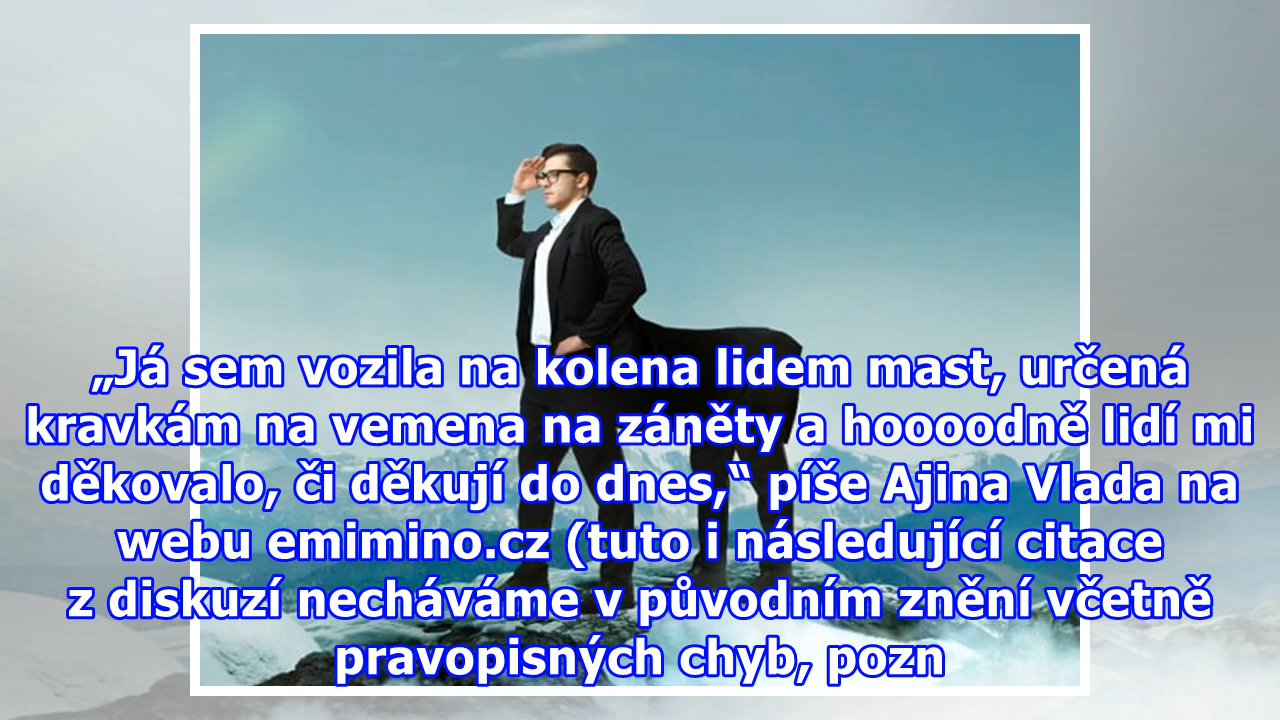 „Já sem vozila na kolena lidem mast, určená
kravkám na vemena na záněty a hoooodně lidí mi
děkovalo, či děkují do dnes,“ píše Ajina Vlada na
webu emimino.cz (tuto i následující citace
z diskuzí necháváme v původním znění včetně
pravopisných chyb, pozn